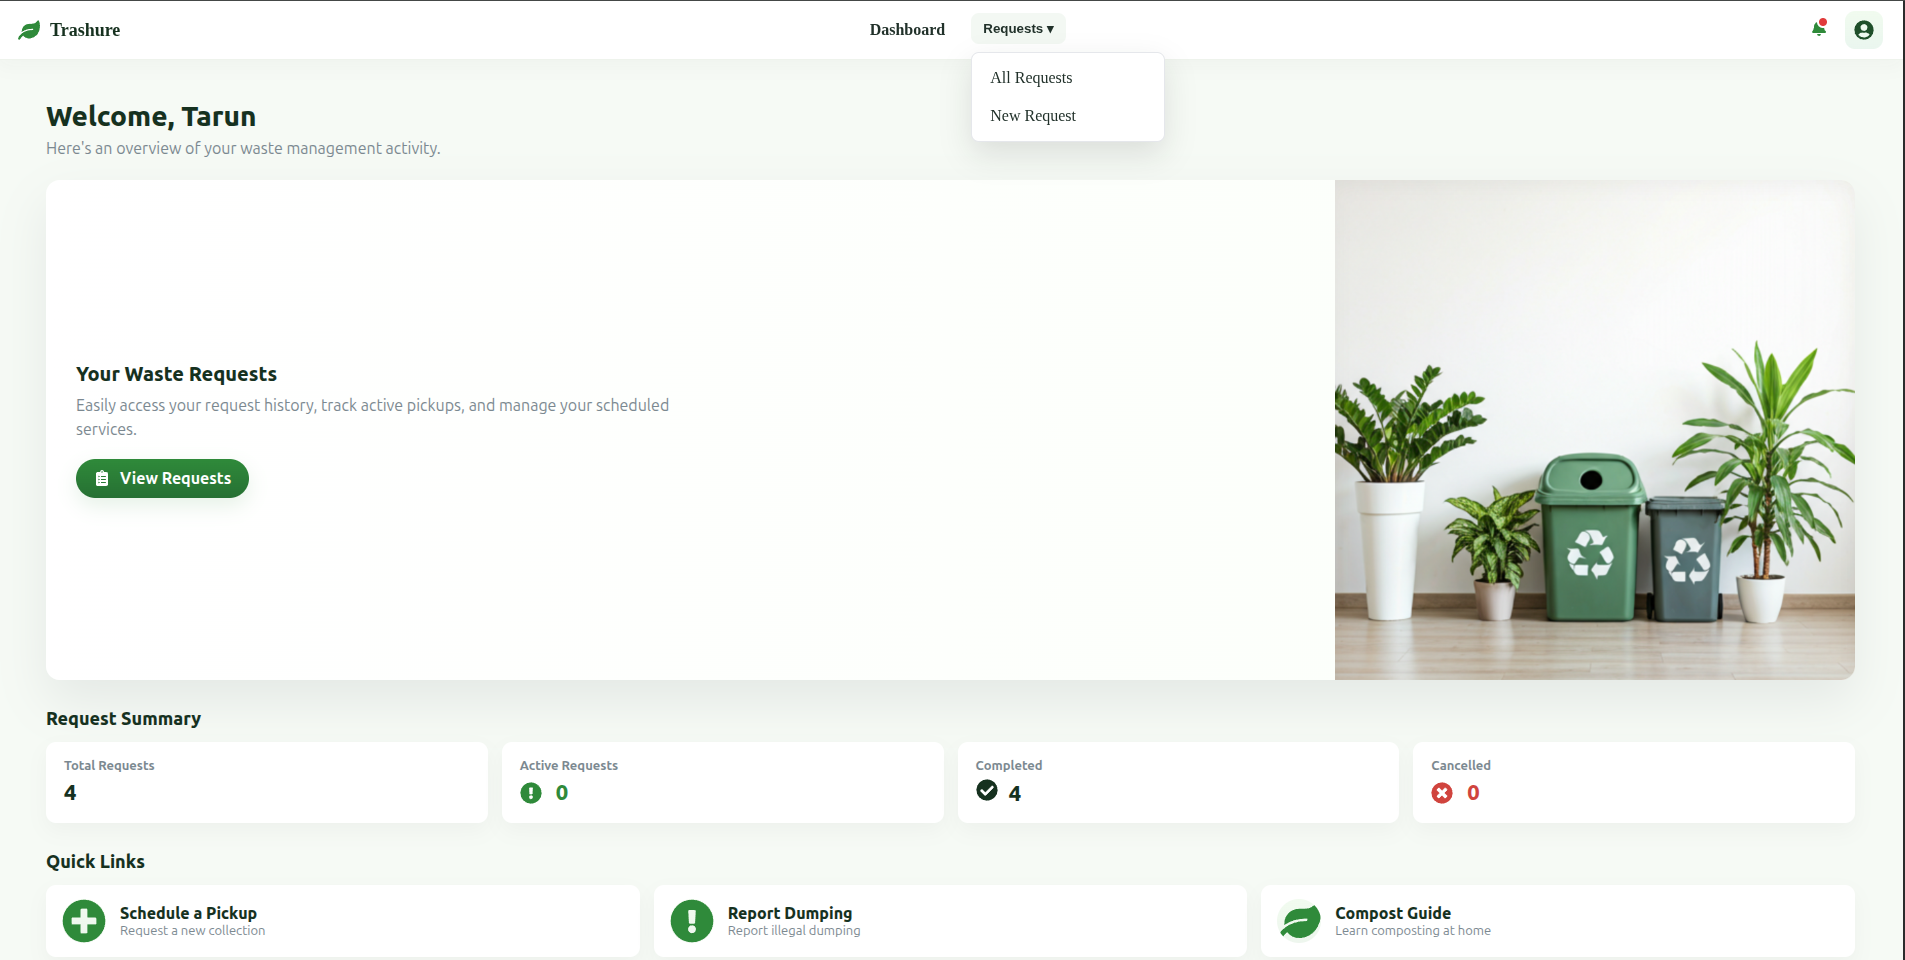 Trashure
Dashboard
Requests ▾
All Requests
New Request
Welcome, Tarun
Here's an overview of your waste management activity.
Your Waste Requests
Easily access your request history, track active pickups, and manage your scheduled
services.
View Requests
Request Summary
Total Requests
4
Active Requests
0
Completed
4
Cancelled
0
Quick Links
Schedule a Pickup
Request a new collection
Report Dumping
Report illegal dumping
Compost Guide
Learn composting at home